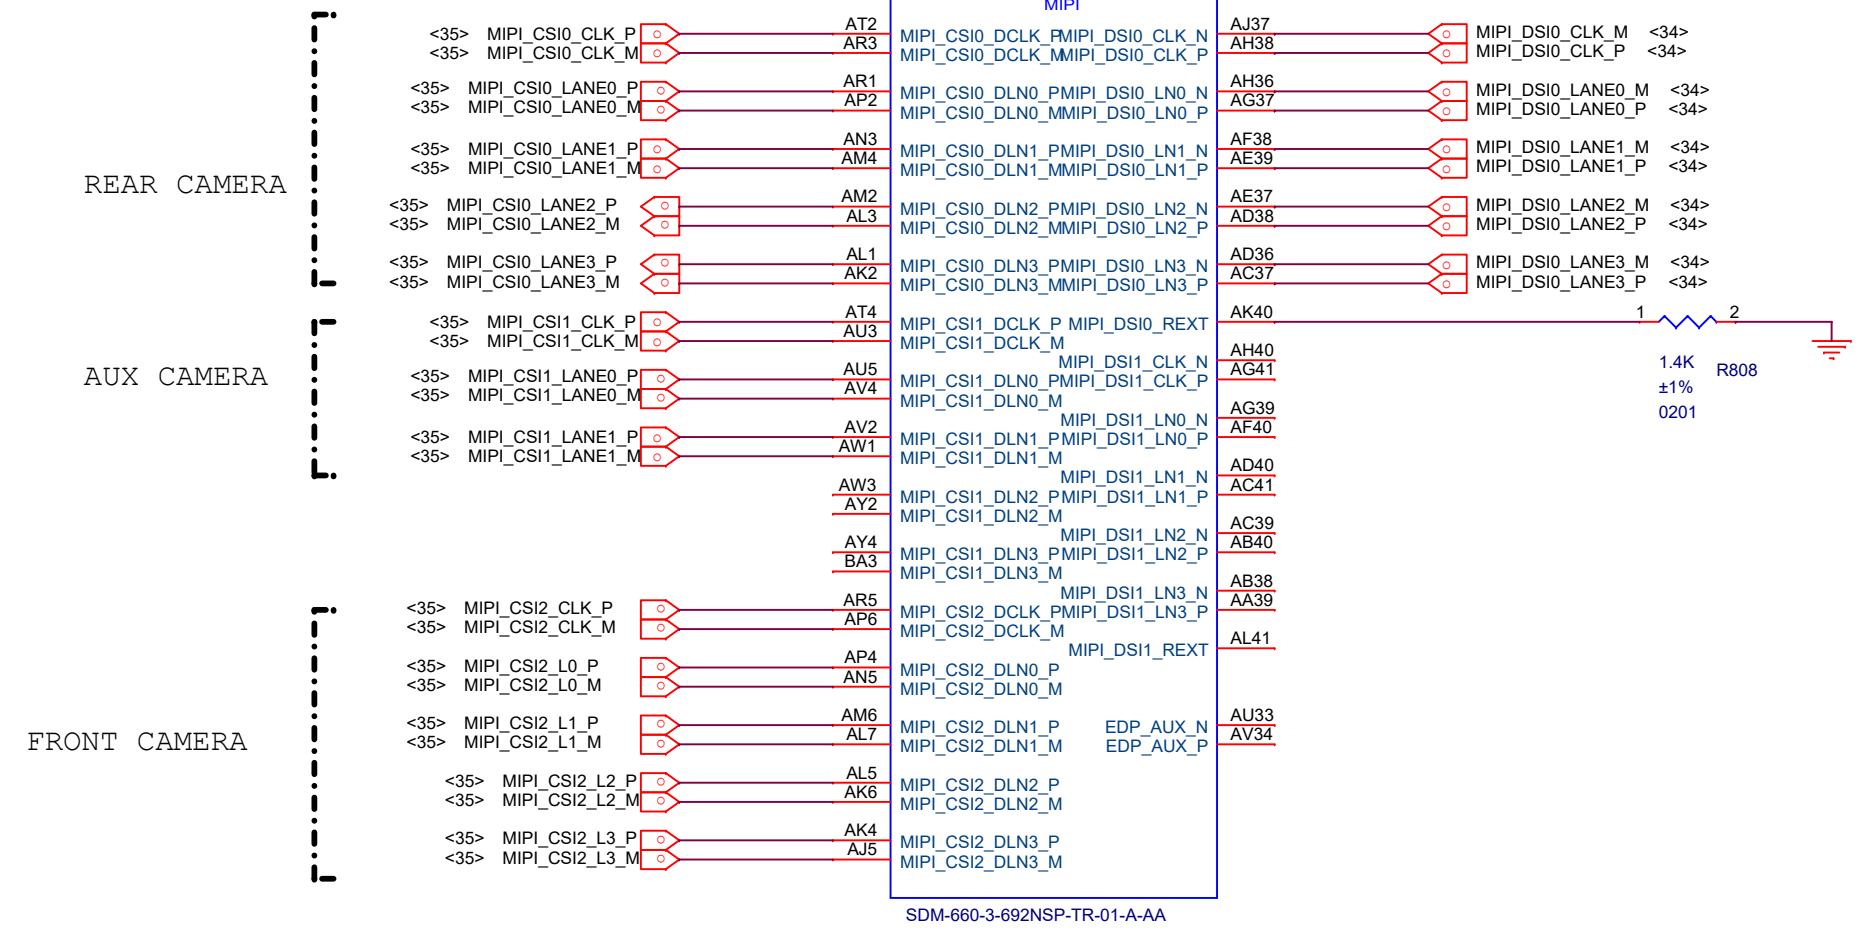 MIPI
<35> MIPI_CSI0_CLK_P AT2 MIPI_CSI0_DCLK_P MIPI_DSI0_CLK_N AJ37 MIPI_DSI0_CLK_M <34>
<35> MIPI_CSI0_CLK_M AR3 MIPI_CSI0_DCLK_M MIPI_DSI0_CLK_P AH38 MIPI_DSI0_CLK_P <34>
<35> MIPI_CSI0_LANE0_P AR1 MIPI_CSI0_DLN0_P MIPI_DSI0_LN0_N AH36 MIPI_DSI0_LANE0_M <34>
<35> MIPI_CSI0_LANE0_M AP2 MIPI_CSI0_DLN0_M MIPI_DSI0_LN0_P AG37 MIPI_DSI0_LANE0_P <34>
<35> MIPI_CSI0_LANE1_P AN3 MIPI_CSI0_DLN1_P MIPI_DSI0_LN1_N AF38 MIPI_DSI0_LANE1_M <34>
<35> MIPI_CSI0_LANE1_M AM4 MIPI_CSI0_DLN1_M MIPI_DSI0_LN1_P AE39 MIPI_DSI0_LANE1_P <34>
REAR CAMERA
<35> MIPI_CSI0_LANE2_P AM2 MIPI_CSI0_DLN2_P MIPI_DSI0_LN2_N AE37 MIPI_DSI0_LANE2_M <34>
<35> MIPI_CSI0_LANE2_M AL3 MIPI_CSI0_DLN2_M MIPI_DSI0_LN2_P AD38 MIPI_DSI0_LANE2_P <34>
<35> MIPI_CSI0_LANE3_P AL1 MIPI_CSI0_DLN3_P MIPI_DSI0_LN3_N AD36 MIPI_DSI0_LANE3_M <34>
<35> MIPI_CSI0_LANE3_M AK2 MIPI_CSI0_DLN3_M MIPI_DSI0_LN3_P AC37 MIPI_DSI0_LANE3_P <34>
<35> MIPI_CSI1_CLK_P AT4 MIPI_CSI1_DCLK_P MIPI_DSI0_REXT AK40 1 2
<35> MIPI_CSI1_CLK_M AU3 MIPI_CSI1_DCLK_M
MIPI_DSI1_CLK_N AH40 1.4K R808
AUX CAMERA
<35> MIPI_CSI1_LANE0_P AU5 MIPI_CSI1_DLN0_P MIPI_DSI1_CLK_P AG41 ±1%
<35> MIPI_CSI1_LANE0_M AV4 MIPI_CSI1_DLN0_M
MIPI_DSI1_LN0_N AG39 0201
<35> MIPI_CSI1_LANE1_P AV2 MIPI_CSI1_DLN1_P MIPI_DSI1_LN0_P AF40
<35> MIPI_CSI1_LANE1_M AW1 MIPI_CSI1_DLN1_M
MIPI_DSI1_LN1_N AD40
AW3 MIPI_CSI1_DLN2_P MIPI_DSI1_LN1_P AC41
AY2 MIPI_CSI1_DLN2_M
MIPI_DSI1_LN2_N AC39
AY4 MIPI_CSI1_DLN3_P MIPI_DSI1_LN2_P AB40
BA3 MIPI_CSI1_DLN3_M
MIPI_DSI1_LN3_N AB38
<35> MIPI_CSI2_CLK_P AR5 MIPI_CSI2_DCLK_P MIPI_DSI1_LN3_P AA39
<35> MIPI_CSI2_CLK_M AP6 MIPI_CSI2_DCLK_M
MIPI_DSI1_REXT AL41
<35> MIPI_CSI2_L0_P AP4 MIPI_CSI2_DLN0_P
<35> MIPI_CSI2_L0_M AN5 MIPI_CSI2_DLN0_M
<35> MIPI_CSI2_L1_P AM6 MIPI_CSI2_DLN1_P EDP_AUX_N AU33
<35> MIPI_CSI2_L1_M AL7 MIPI_CSI2_DLN1_M EDP_AUX_P AV34
FRONT CAMERA
<35> MIPI_CSI2_L2_P AL5 MIPI_CSI2_DLN2_P
<35> MIPI_CSI2_L2_M AK6 MIPI_CSI2_DLN2_M
<35> MIPI_CSI2_L3_P AK4 MIPI_CSI2_DLN3_P
<35> MIPI_CSI2_L3_M AJ5 MIPI_CSI2_DLN3_M
SDM-660-3-692NSP-TR-01-A-AA